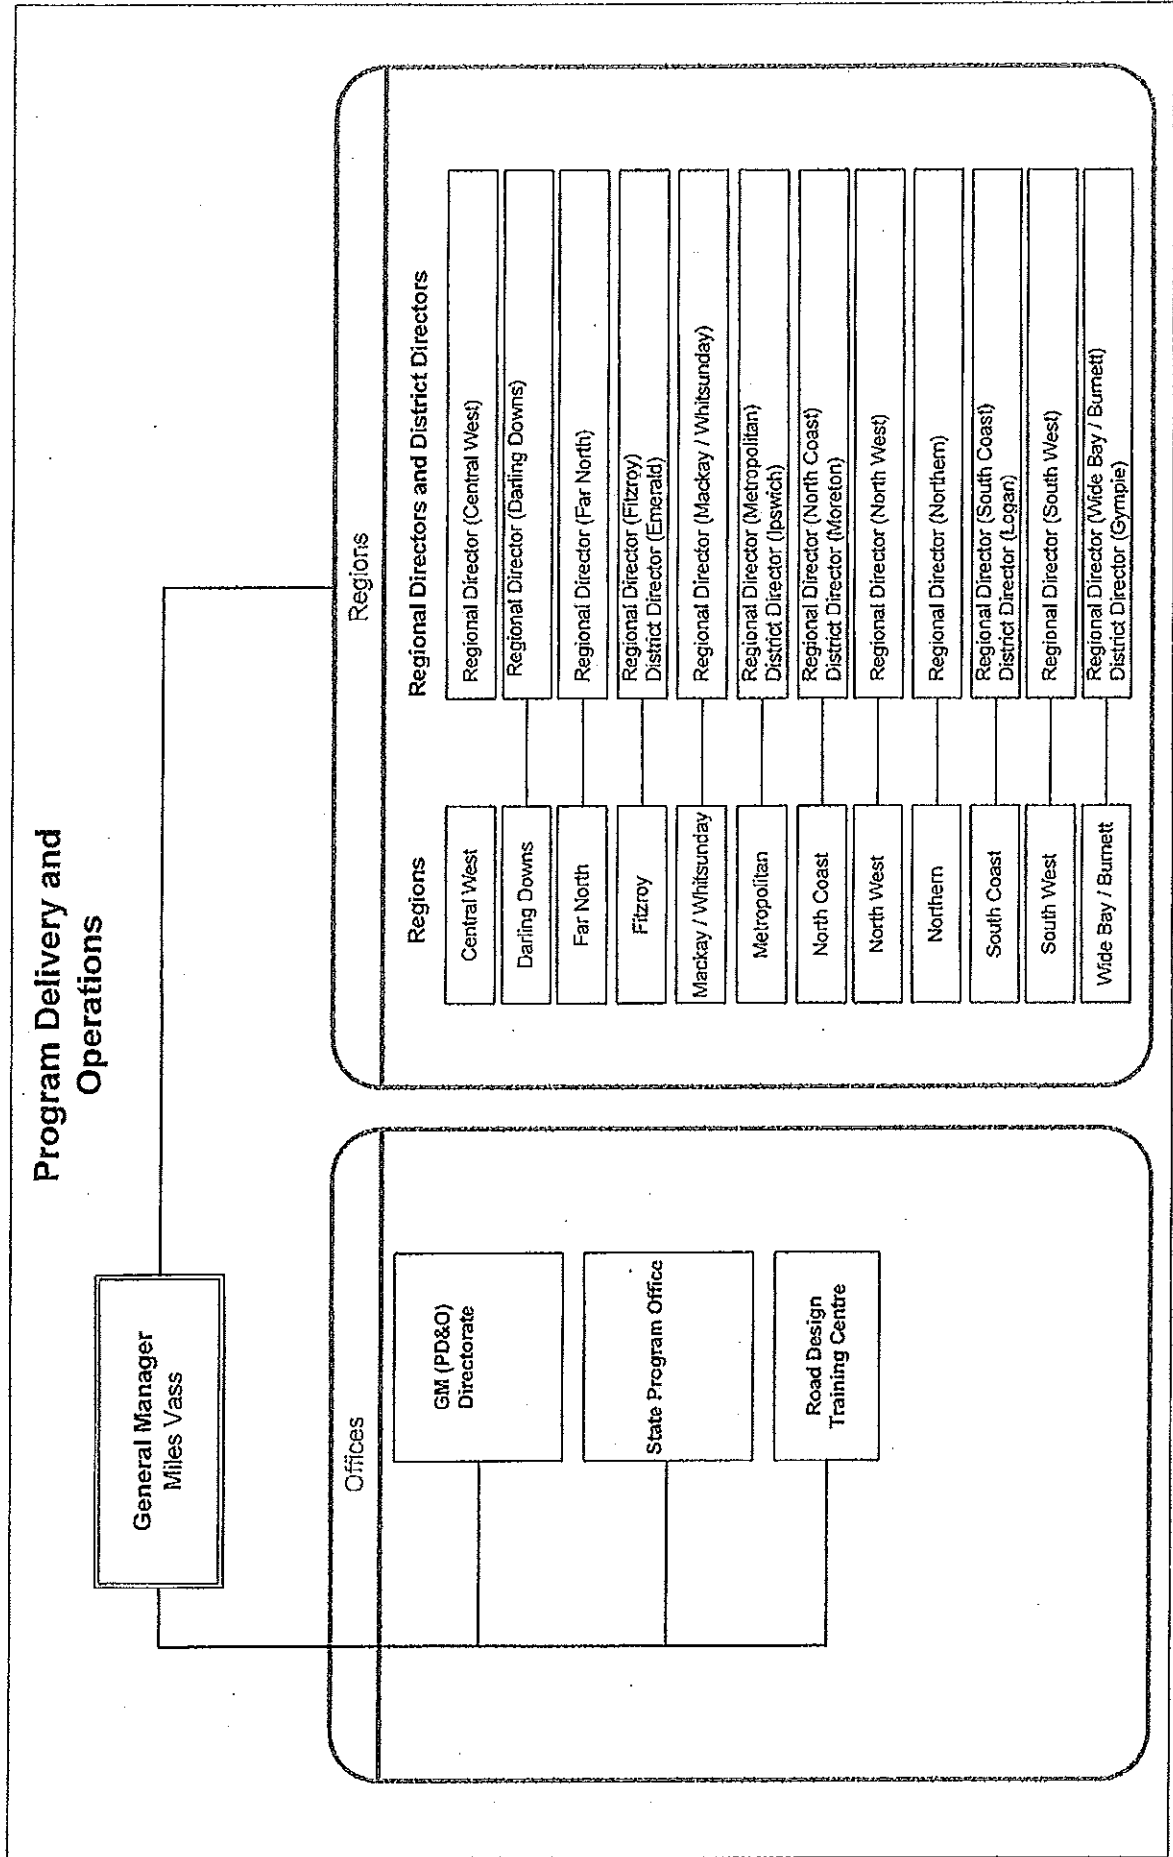 Program Delivery and
Operations
General Manager
Miles Vass
Offices
GM (PD&O)
Directorate
State Program Office
Road Design
Training Centre
Regions
Regions
Regional Directors and District Directors
Central West
Regional Director (Central West)
Darling Downs
Regional Director (Darling Downs)
Far North
Regional Director (Far North)
Fitzroy
Regional Director (Fitzroy)
District Director (Emerald)
Mackay / Whitsunday
Regional Director (Mackay / Whitsunday)
Metropolitan
Regional Director (Metropolitan)
District Director (Ipswich)
North Coast
Regional Director (North Coast)
District Director (Moreton)
North West
Regional Director (North West)
Northern
Regional Director (Northern)
South Coast
Regional Director (South Coast)
District Director (Logan)
South West
Regional Director (South West)
Wide Bay / Burnett
Regional Director (Wide Bay / Burnett)
District Director (Gympie)